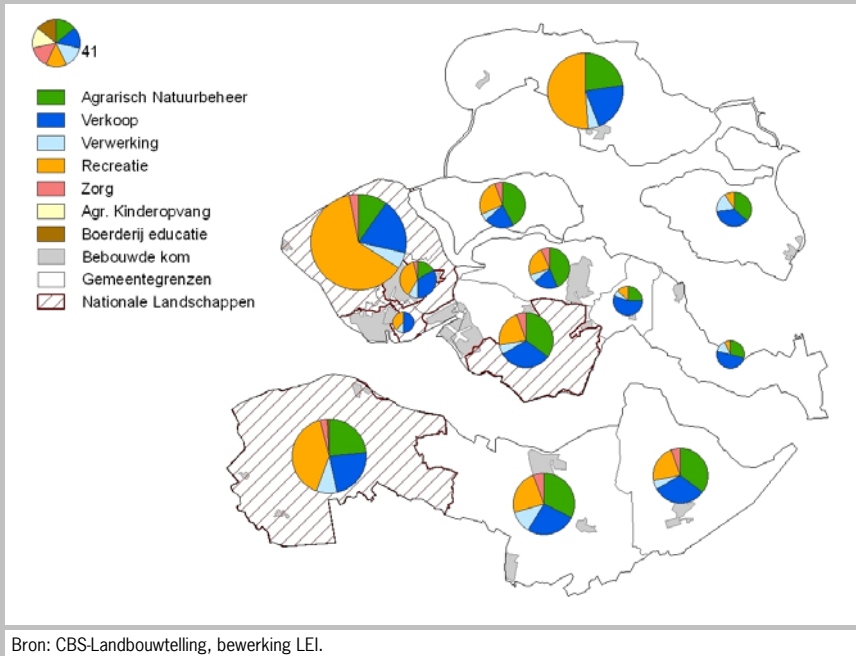 41
Agrarisch Natuurbeheer
Verkoop
Verwerking
Recreatie
Zorg
Agr. Kinderopvang
Boerderij educatie
Bebouwde kom
Gemeentegrenzen
Nationale Landschappen
Bron: CBS-Landbouwtelling, bewerking LEI.